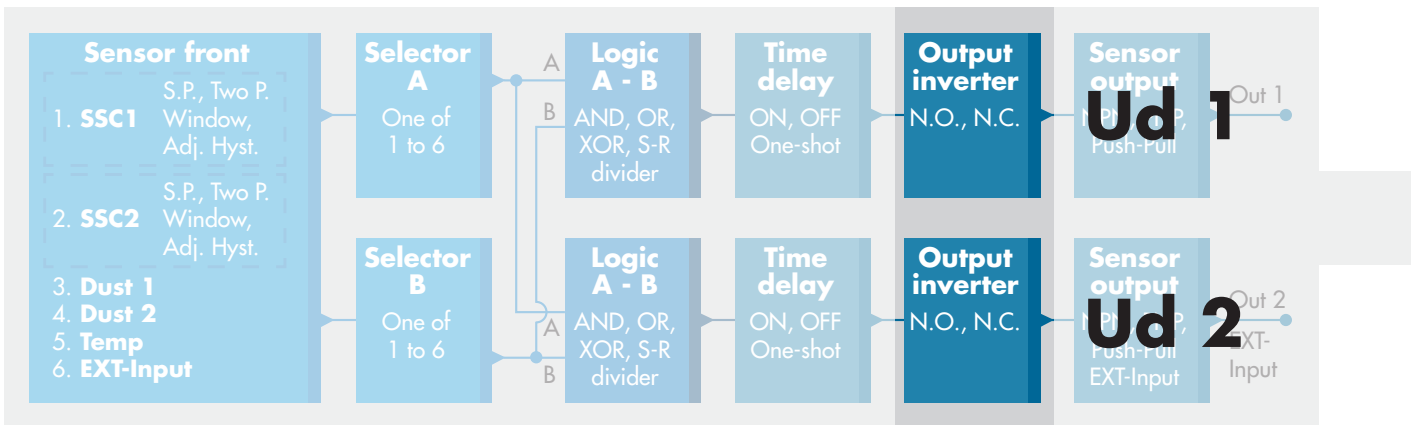 Sensor front
1. SSC1
S.P., Two P.
Window,
Adj. Hyst.
2. SSC2
S.P., Two P.
Window,
Adj. Hyst.
3. Dust 1
4. Dust 2
5. Temp
6. EXT-Input
Selector
A
One of
1 to 6
Selector
B
One of
1 to 6
A
B
Logic
A - B
AND, OR,
XOR, S-R
divider
A
B
Logic
A - B
AND, OR,
XOR, S-R
divider
Time
delay
ON, OFF
One-shot
Time
delay
ON, OFF
One-shot
Output
inverter
N.O., N.C.
Output
inverter
N.O., N.C.
Sensor
output
Push-Pull
Ud 1
Out 1
Sensor
output
Push-Pull
EXT-Input
Ud 2
Out 2
EXT-
Input